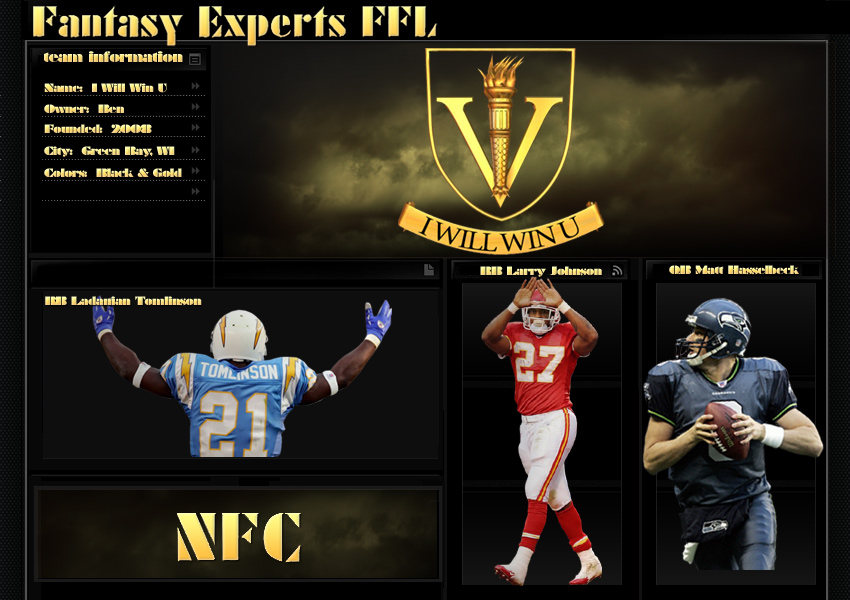 Fantasy Experts FFL
team information
Name: I Will Win U
Owner: Ben
Founded: 2008
City: Green Bay, WI
Colors: Black & Gold
V
I WILL WIN U
RB Ladanian Tomlinson
TOMLINSON
21
RB Larry Johnson
27
QB Matt Hasselbeck
NFC